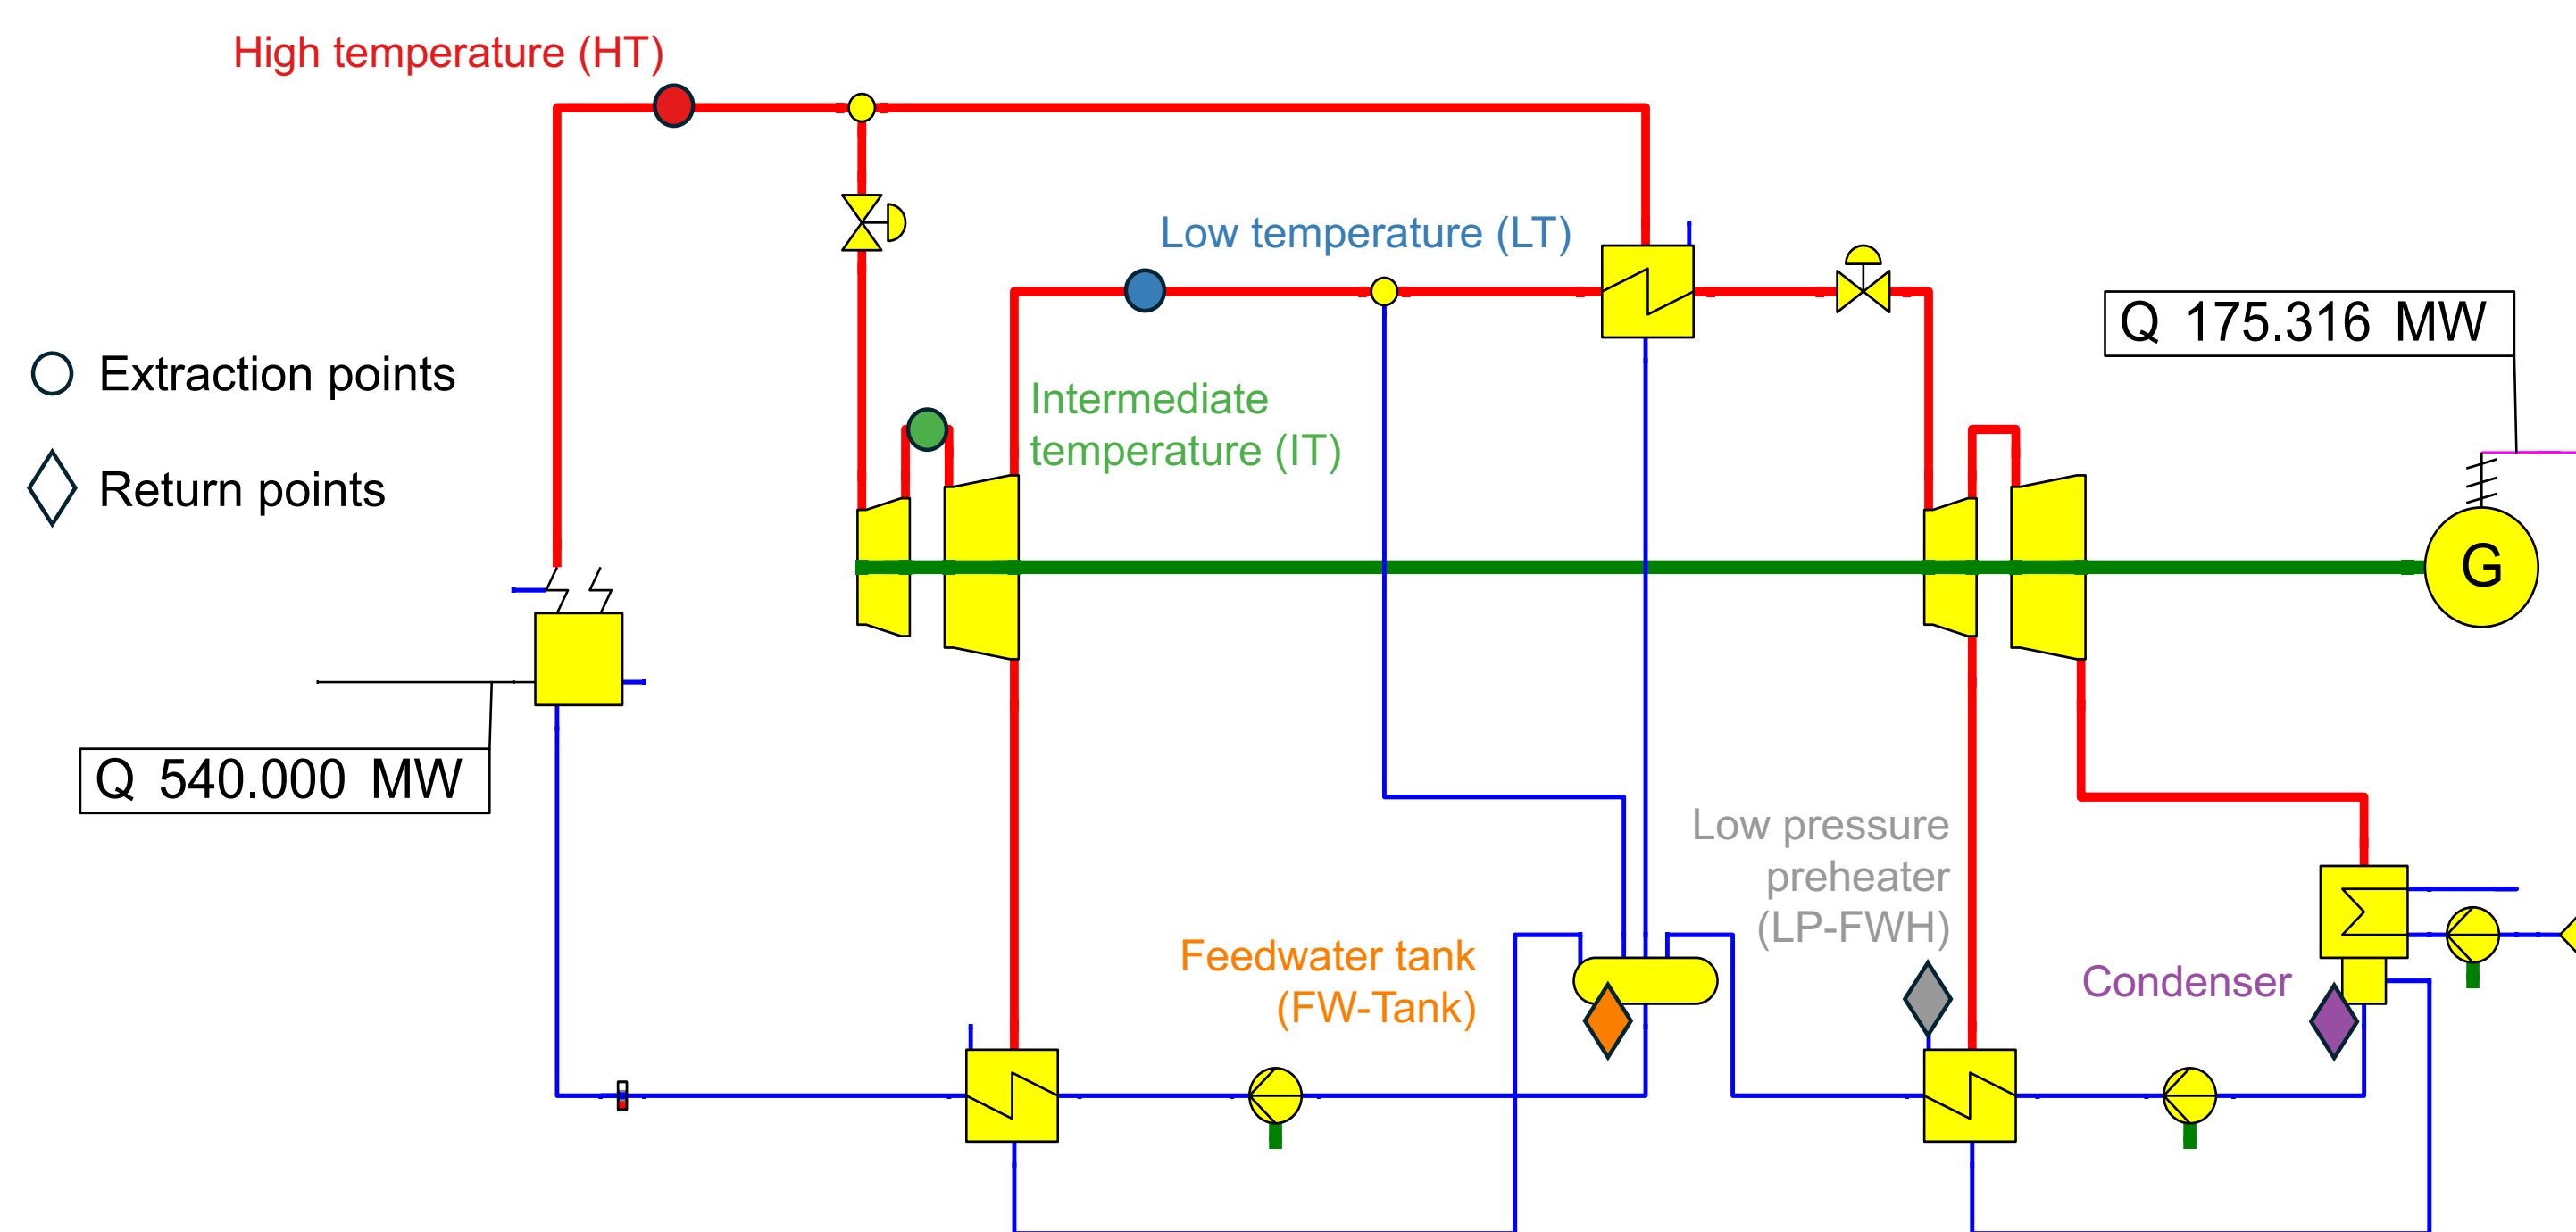 High temperature (HT)
Low temperature (LT)
Q 175.316 MW
Extraction points
Intermediate
temperature (IT)
Return points
G
Q 540.000 MW
Low pressure
preheater
(LP-FWH)
Feedwater tank
(FW-Tank)
Condenser